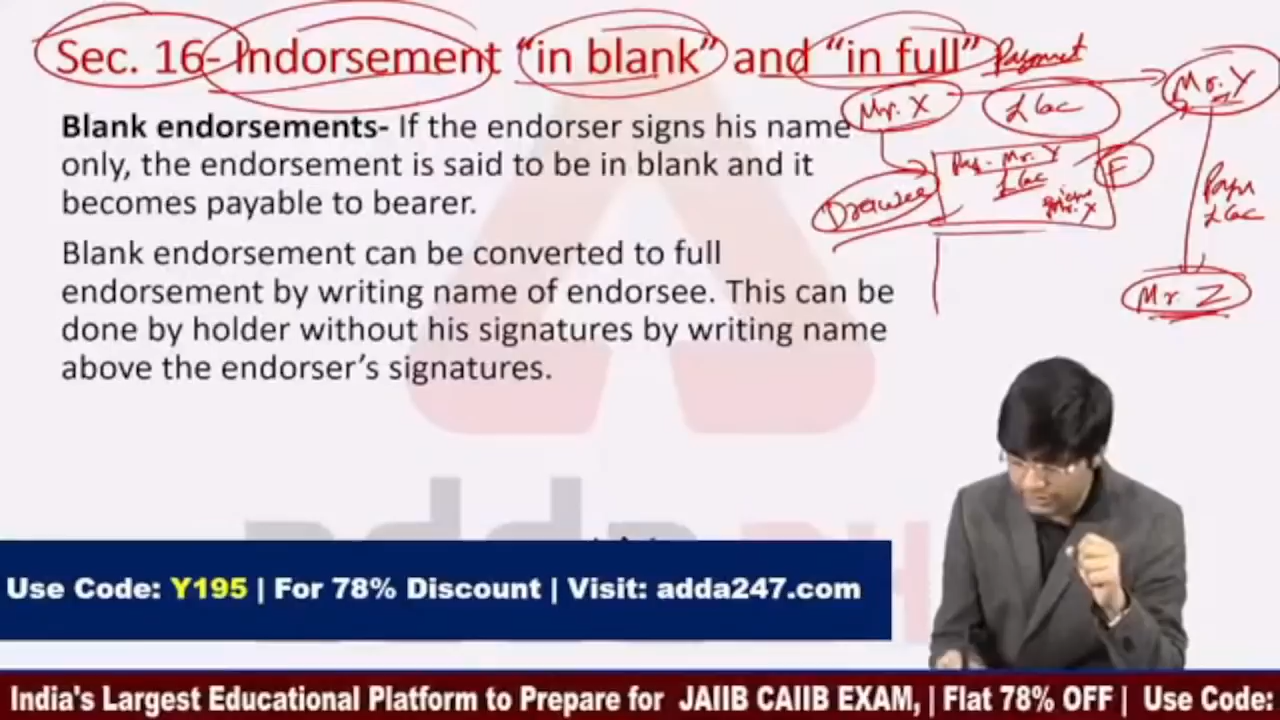 Sec. 16- Indorsement “in blank” and “in full”
Payment
Mr. X
Mr. Y
Blank endorsements- If the endorser signs his name
only, the endorsement is said to be in blank and it
becomes payable to bearer.
Pay- Mr. Y
Mr. X
Drawee
F
Blank endorsement can be converted to full
endorsement by writing name of endorsee. This can be
done by holder without his signatures by writing name
above the endorser’s signatures.
Mr. Z
adda
Use Code: Y195 | For 78% Discount | Visit: adda247.com
India's Largest Educational Platform to Prepare for JAIIB CAIIB EXAM, | Flat 78% OFF | Use Code: